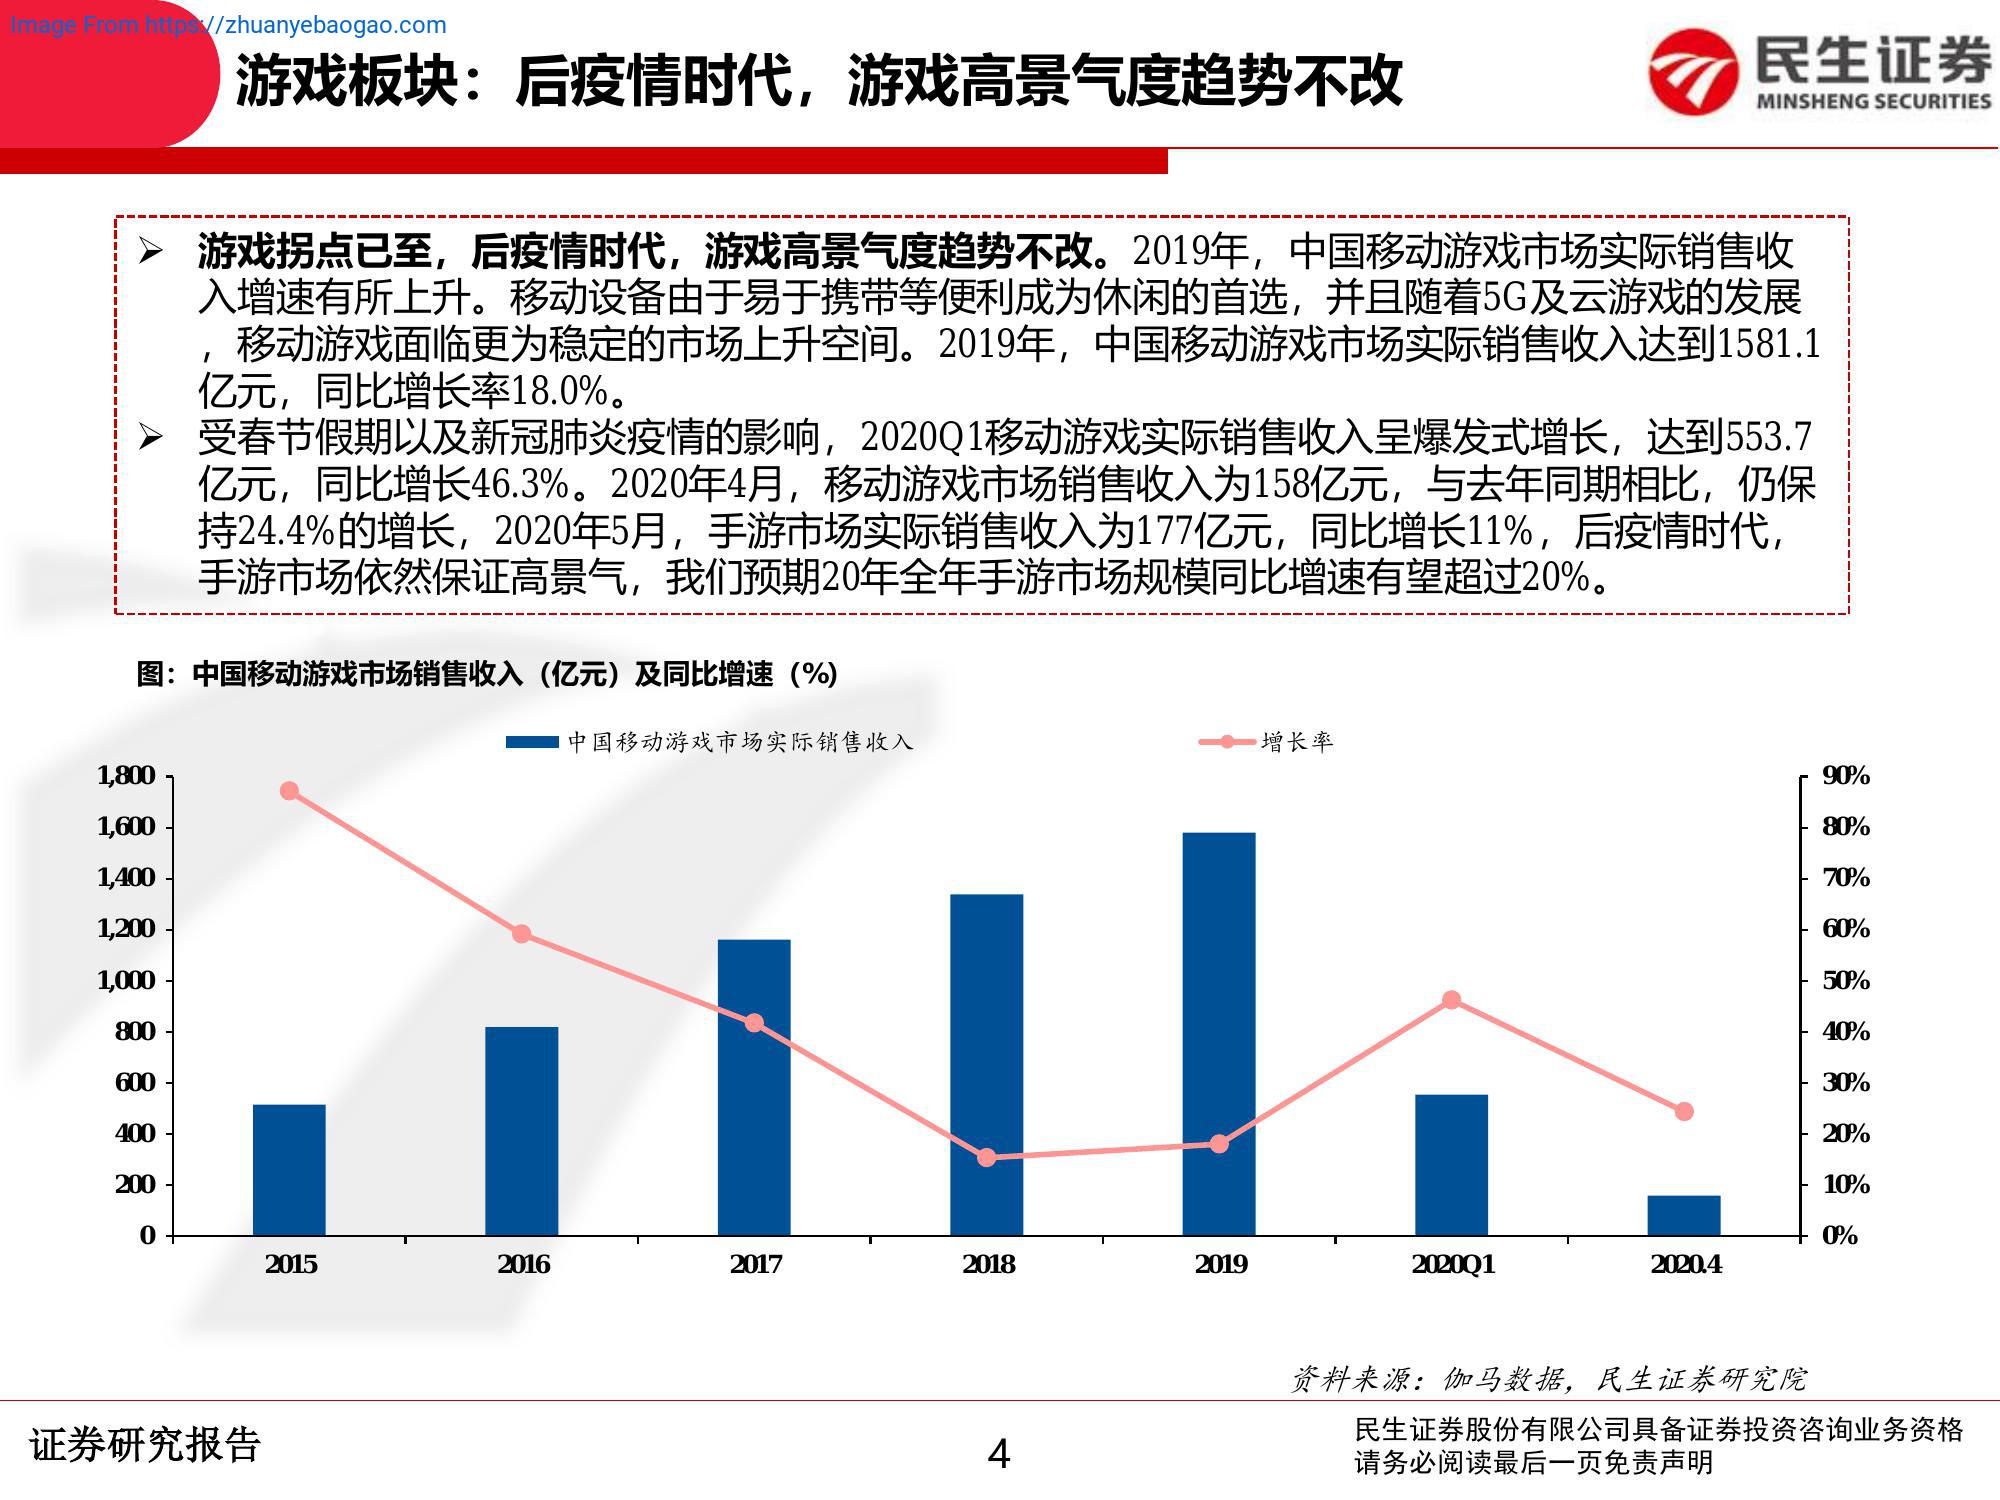 Image From https://zhuanyebaogao.com
游戏板块：后疫情时代，游戏高景气度趋势不改
民生证券
MINSHENG SECURITIES
➢ 游戏拐点已至，后疫情时代，游戏高景气度趋势不改。2019年，中国移动游戏市场实际销售收
入增速有所上升。移动设备由于易于携带等便利成为休闲的首选，并且随着5G及云游戏的发展
，移动游戏面临更为稳定的市场上升空间。2019年，中国移动游戏市场实际销售收入达到1581.1
亿元，同比增长率18.0%。
➢ 受春节假期以及新冠肺炎疫情的影响，2020Q1移动游戏实际销售收入呈爆发式增长，达到553.7
亿元，同比增长46.3%。2020年4月，移动游戏市场销售收入为158亿元，与去年同期相比，仍保
持24.4%的增长，2020年5月，手游市场实际销售收入为177亿元，同比增长11%，后疫情时代，
手游市场依然保证高景气，我们预期20年全年手游市场规模同比增速有望超过20%。
图：中国移动游戏市场销售收入（亿元）及同比增速（%）
中国移动游戏市场实际销售收入 增长率
1,800 90%
1,600 80%
1,400 70%
1,200 60%
1,000 50%
800 40%
600 30%
400 20%
200 10%
0 0%
2015 2016 2017 2018 2019 2020Q1 2020.4
资料来源：伽马数据，民生证券研究院
证券研究报告
4
民生证券股份有限公司具备证券投资咨询业务资格
请务必阅读最后一页免责声明